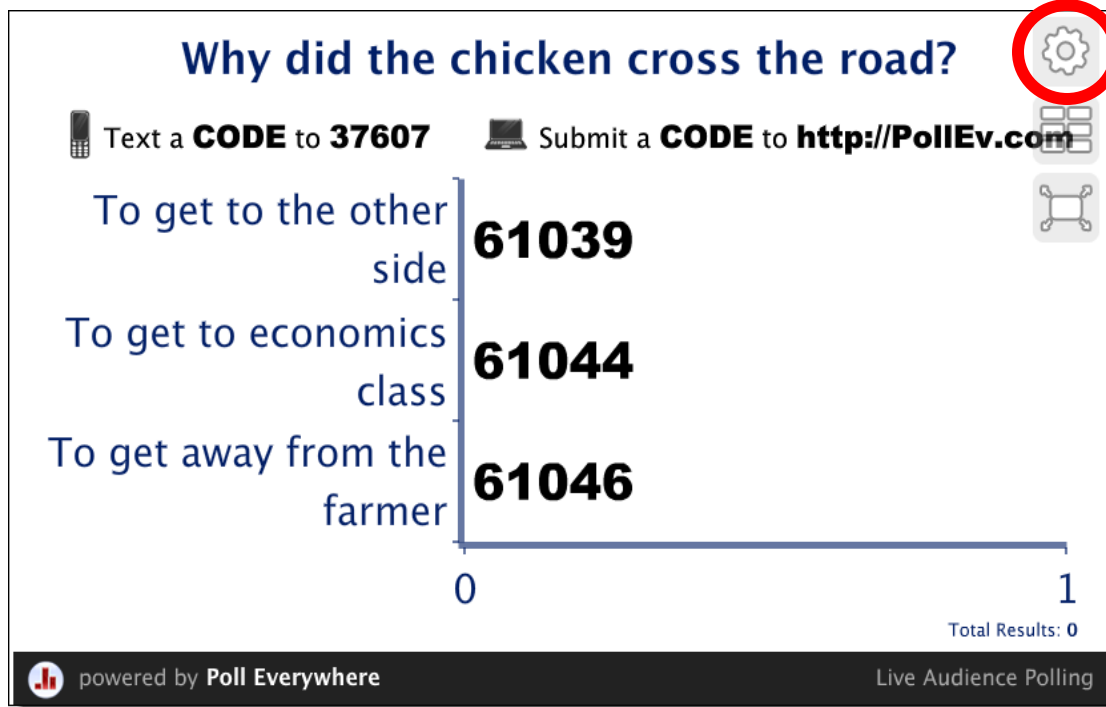 Why did the chicken cross the road?
Text a CODE to 37607 Submit a CODE to http://PollEv.com
To get to the other
side
61039
To get to economics
class
61044
To get away from the
farmer
61046
0 1
Total Results: 0
powered by Poll Everywhere Live Audience Polling